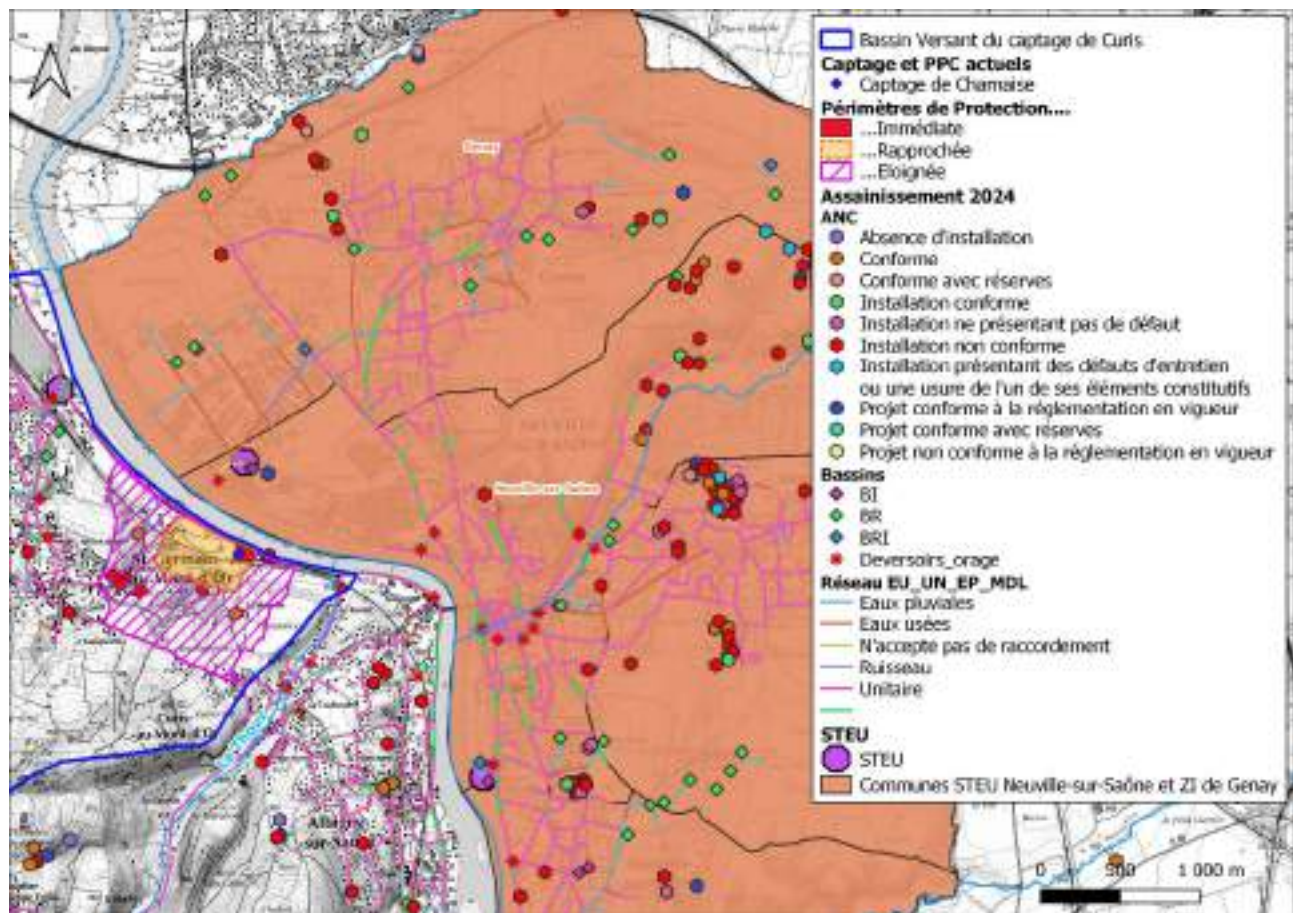 Bassin Versant du captage de Curis
Captage et PPC actuels
Captage de Chamaise
Périmètres de Protection....
...Immédiate
...Rapprochée
...Eloignée
Assainissement 2024
ANC
Absence d'installation
Conforme
Conforme avec réserves
Installation conforme
Installation ne présentant pas de défaut
Installation non conforme
Installation présentant des défauts d'entretien
ou une usure de l'un de ses éléments constitutifs
Projet conforme à la réglementation en vigueur
Projet conforme avec réserves
Projet non conforme à la réglementation en vigueur
Bassins
BI
BR
BRI
Deversoirs_orage
Réseau EU_UN_EP_MDL
Eaux pluviales
Eaux usées
N'accepte pas de raccordement
Ruisseau
Unitaire
STEU
STEU
Communes STEU Neuville-sur-Saône et ZI de Genay
Genay
Neuville-sur-Saône
0 500 1 000 m